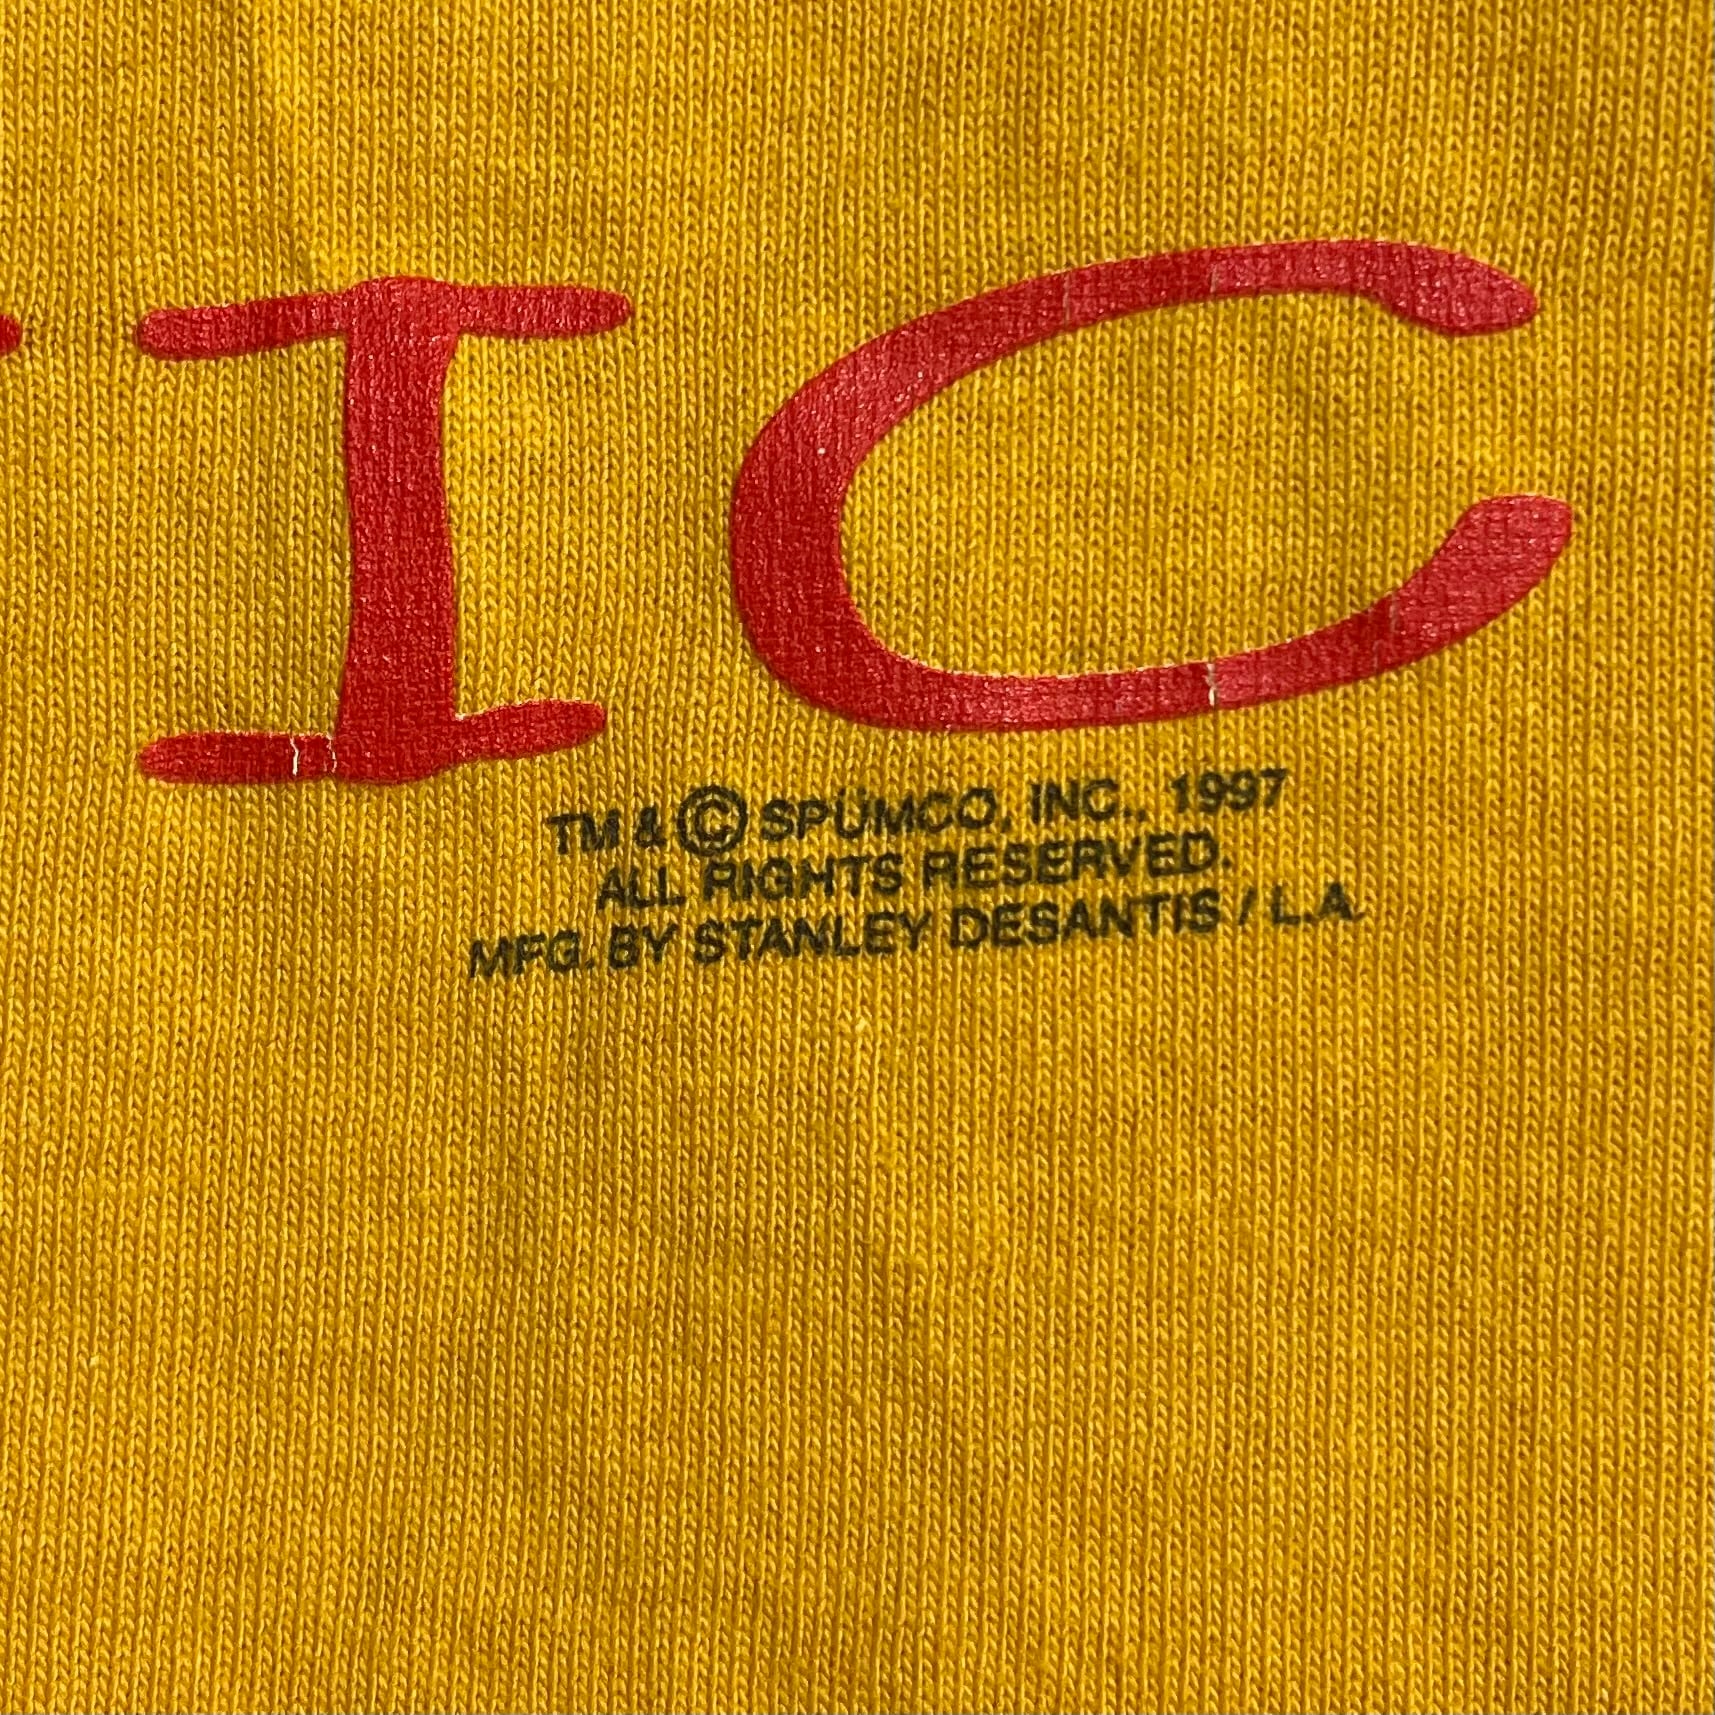 IC
TM & © SPÜMCO, INC., 1997
ALL RIGHTS RESERVED.
MFG. BY STANLEY DESANTIS / L.A.